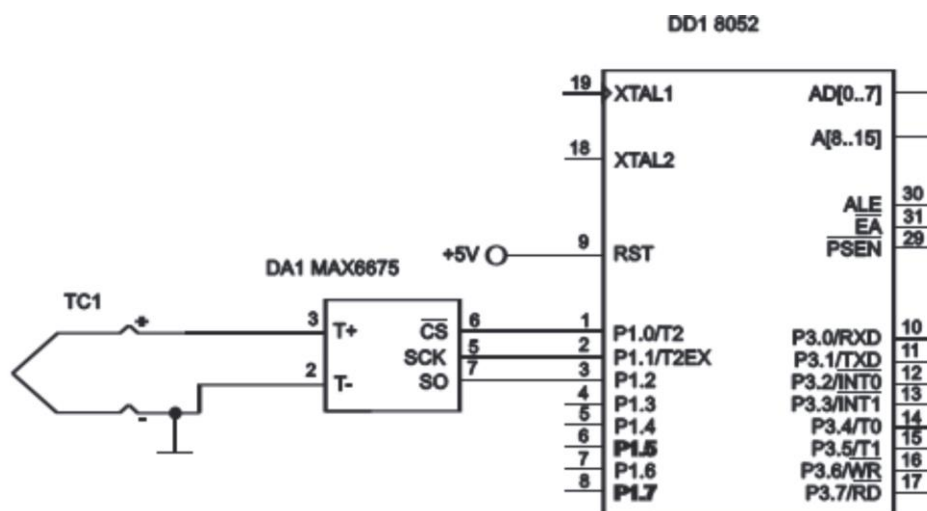 DD1 8052
19 XTAL1 AD[0..7]
A[8..15]
18 XTAL2
ALE 30
EA 31
PSEN 29
+5V 9 RST
DA1 MAX6675
TC1
+ 3 T+ CS 6 1 P1.0/T2 P3.0/RXD 10
SCK 5 2 P1.1/T2EX P3.1/TXD 11
2 T- SO 7 3 P1.2 P3.2/INT0 12
- 4 P1.3 P3.3/INT1 13
5 P1.4 P3.4/T0 14
6 P1.5 P3.5/T1 15
7 P1.6 P3.6/WR 16
8 P1.7 P3.7/RD 17